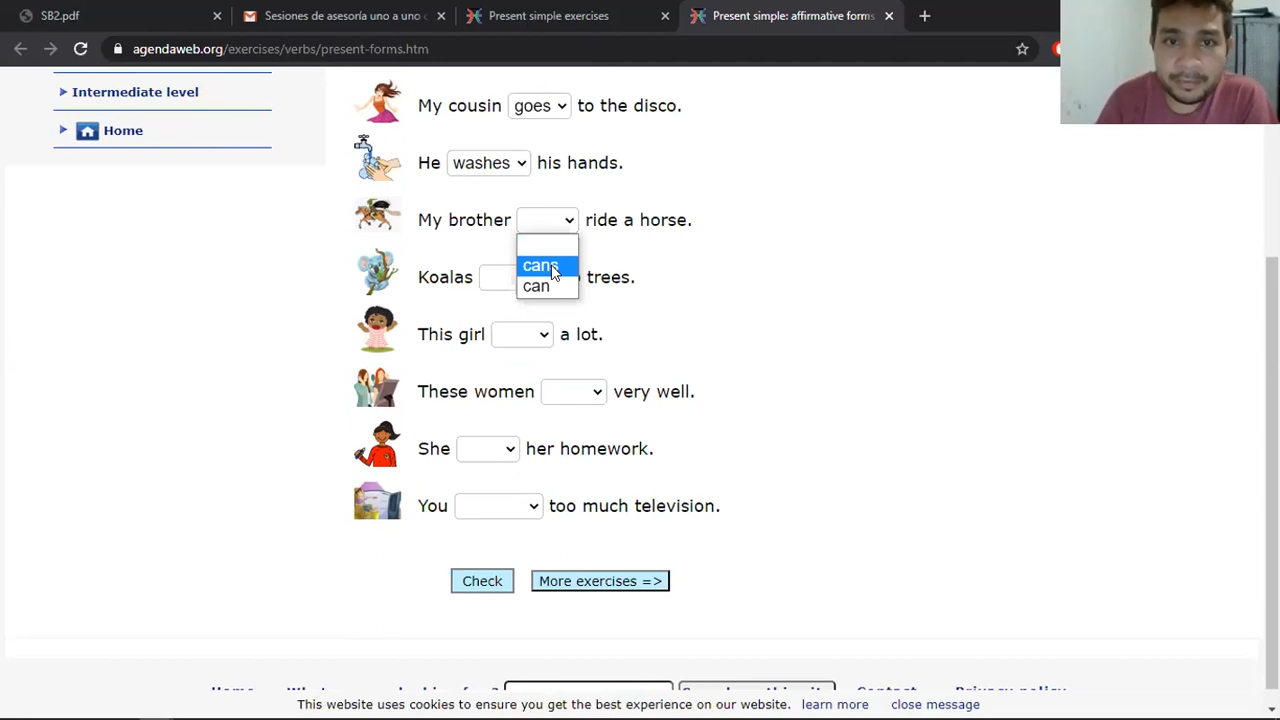 SB2.pdf
Sesiones de asesoría uno a uno
Present simple exercises
Present simple: affirmative forms
agendaweb.org/exercises/verbs/present-forms.htm
Intermediate level
Home
My cousin goes to the disco.
He washes his hands.
My brother ride a horse.
cans
can
Koalas trees.
This girl a lot.
These women very well.
She her homework.
You too much television.
Check
More exercises =>
This website uses cookies to ensure you get the best experience on our website. learn more close message